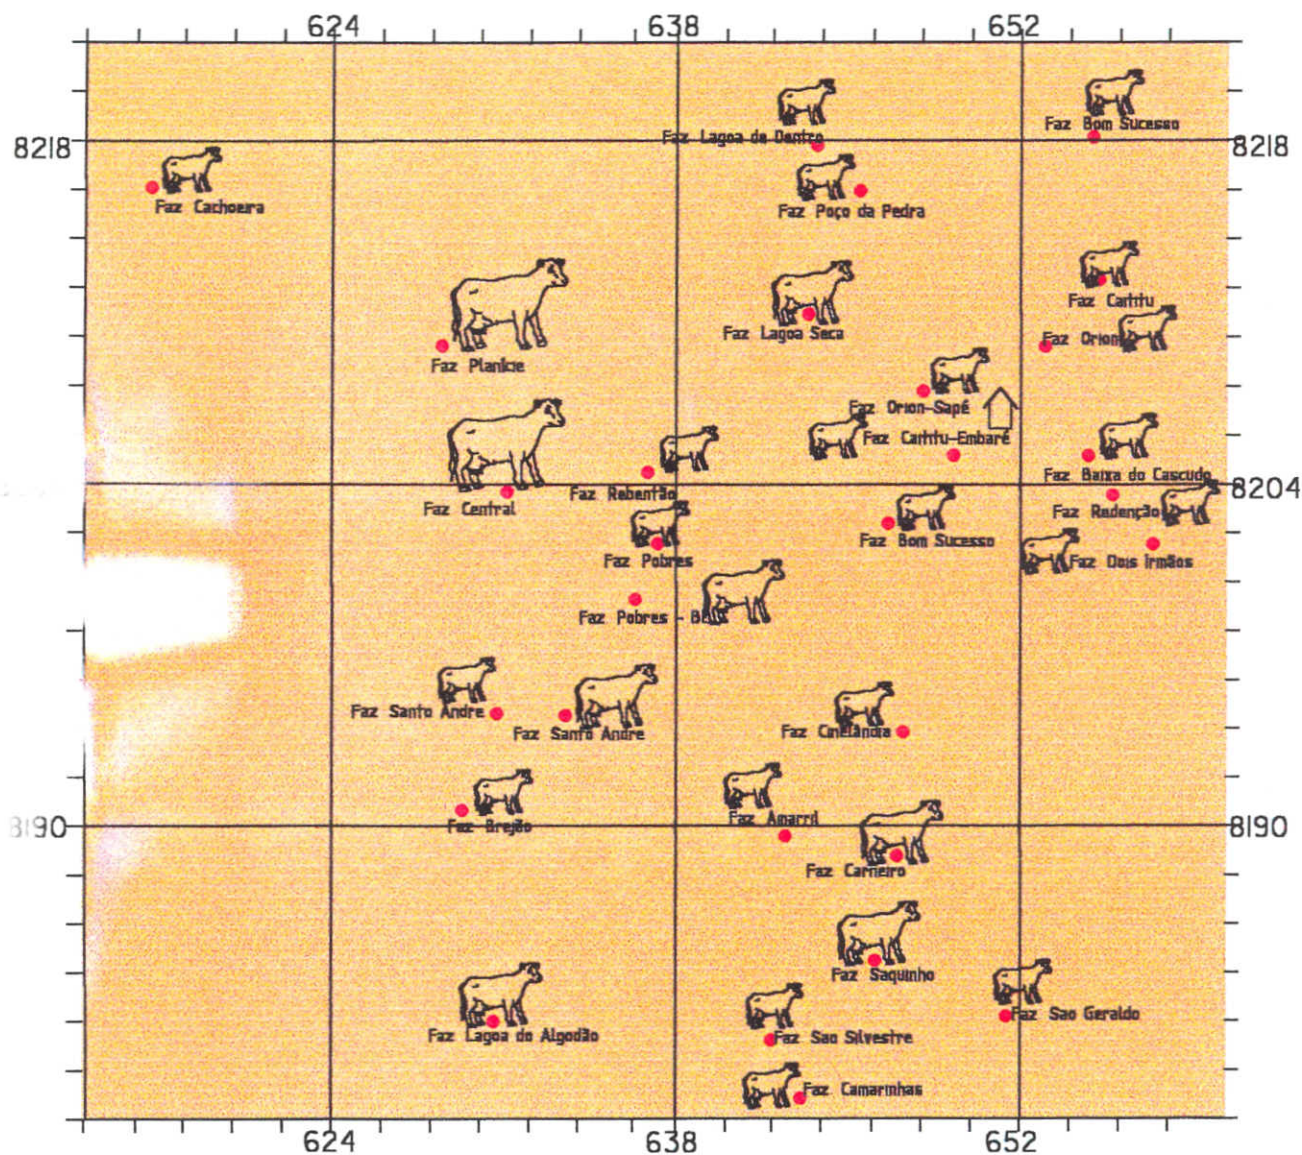 624 638 652
Faz Bom Sucesso
Faz Lagoa de Dentro
8218 8218
Faz Cachoeira
Faz Poço da Pedra
Faz Caititu
Faz Lagoa Seca
Faz Orion
Faz Planície
Faz Orion-Sapé
Faz Caititu-Embaré
Faz Baixa do Cascudo
Faz Rebentão
8204
Faz Central
Faz Redenção
Faz Bom Sucesso
Faz Pobres
Faz Dois Irmãos
Faz Pobres -
Faz Santo Andre
Faz Santo Andre
Faz Cinelândia
Faz Amarril
8190 8190
Faz Brejão
Faz Carneiro
Faz Saquinho
Faz Sao Geraldo
Faz Lagoa do Algodão
Faz Sao Silvestre
Faz Camarinhas
624 638 652